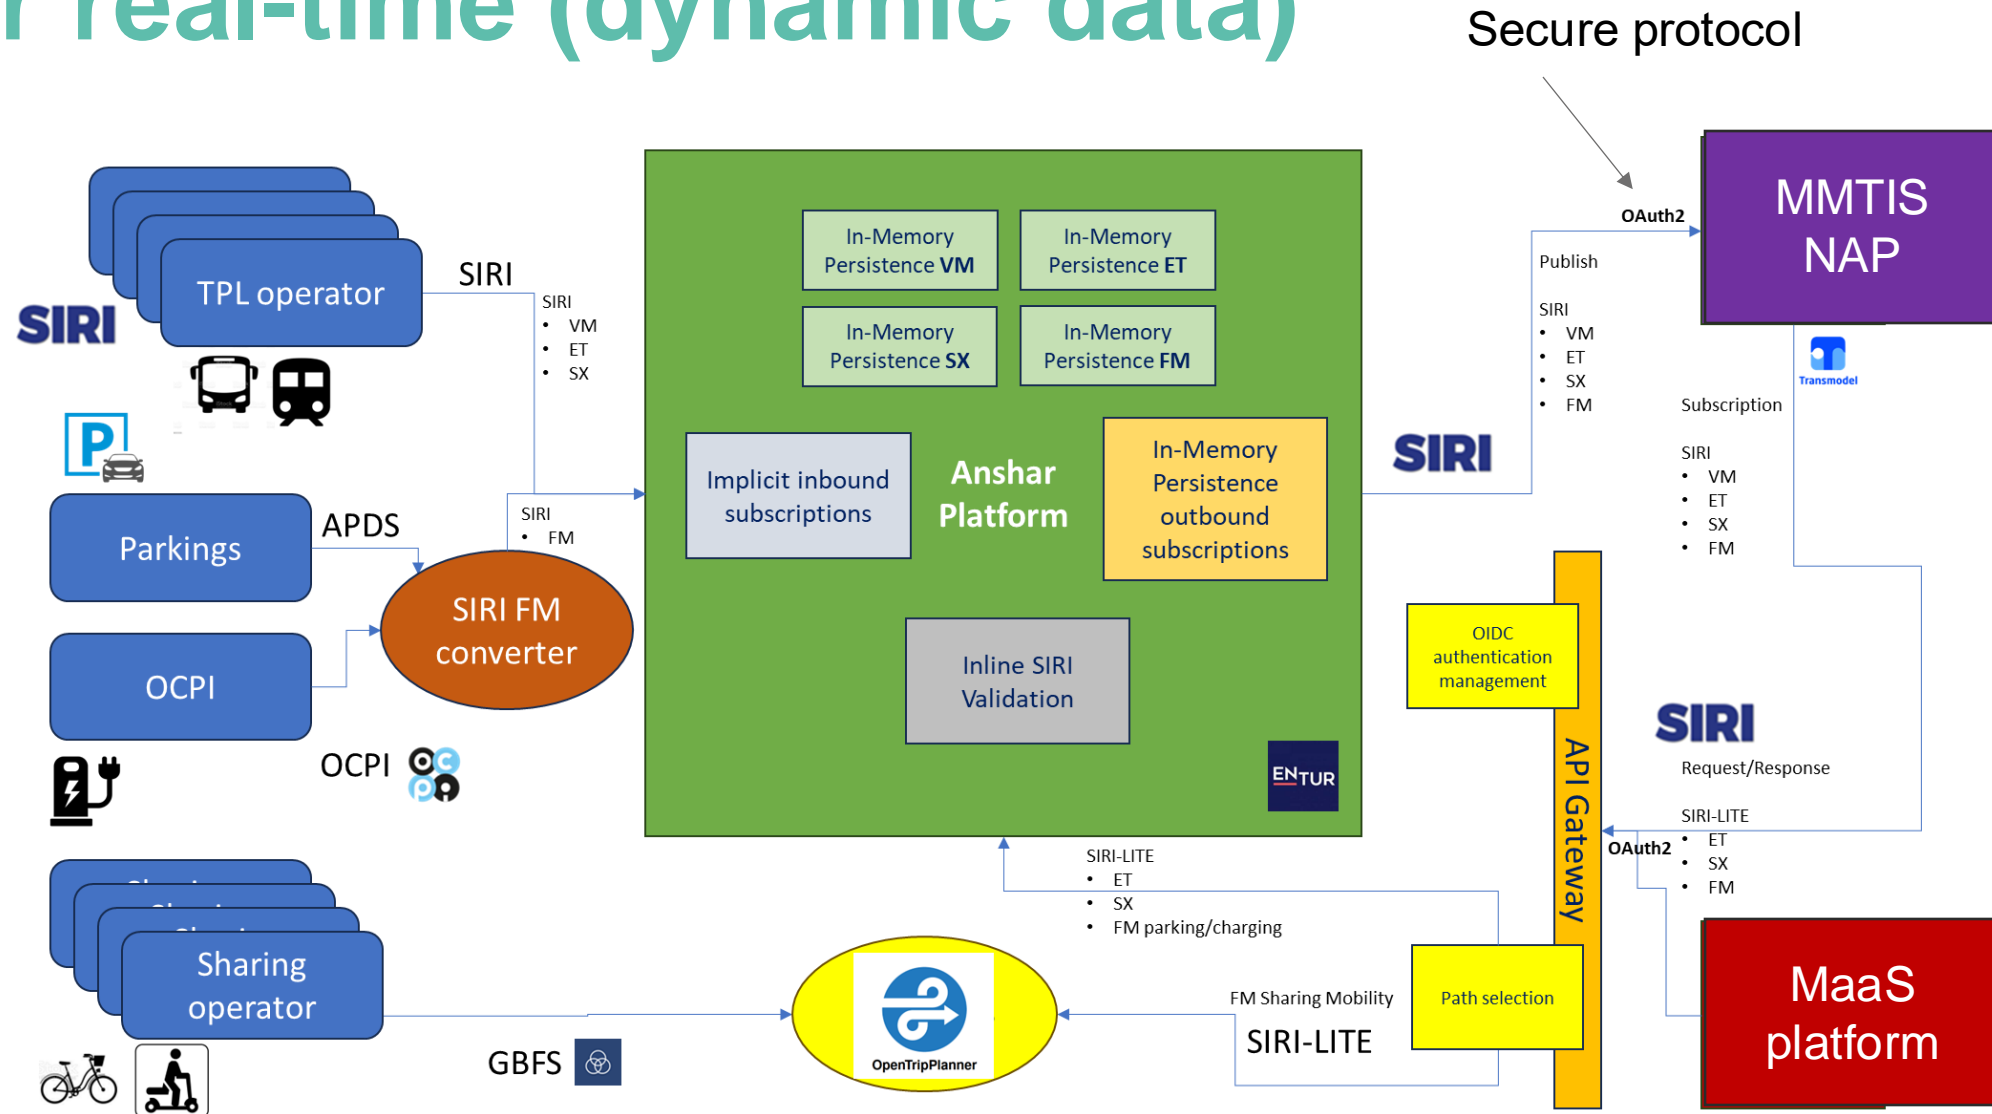 r real-time (dynamic data)
Secure protocol
TPL operator
SIRI
SIRI
SIRI
• VM
• ET
• SX
Parkings
APDS
P
SIRI
• FM
SIRI FM
converter
OCPI
OCPI
OCPI
Sharing
operator
GBFS
In-Memory
Persistence VM
In-Memory
Persistence ET
In-Memory
Persistence SX
In-Memory
Persistence FM
Implicit inbound
subscriptions
Anshar
Platform
In-Memory
Persistence
outbound
subscriptions
Inline SIRI
Validation
ENTUR
SIRI-LITE
• ET
• SX
• FM parking/charging
OpenTripPlanner
FM Sharing Mobility
SIRI-LITE
Path selection
SIRI
Publish
SIRI
• VM
• ET
• SX
• FM
OAuth2
MMTIS
NAP
Transmodel
Subscription
SIRI
• VM
• ET
• SX
• FM
OIDC
authentication
management
API Gateway
SIRI
Request/Response
SIRI-LITE
• ET
• SX
• FM
OAuth2
MaaS
platform